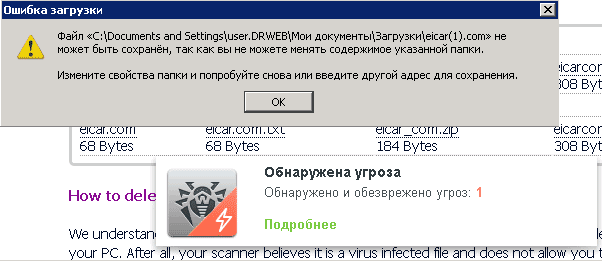 Ошибка загрузки
Файл «C:\Documents and Settings\user.DRWEB\Мои документы\Загрузки\eicar(1).com» не
может быть сохранён, так как вы не можете менять содержимое указанной папки.
Измените свойства папки и попробуйте снова или введите другой адрес для сохранения.
OK
eicarcom
308 Bytes
eicar.com eicar.com.txt eicar_com.zip eicarcom
68 Bytes 68 Bytes 184 Bytes 308 Bytes
Обнаружена угроза
Обнаружено и обезврежено угроз: 1
Подробнее
How to dele
We understan
your PC. After all, your scanner believes it is a virus infected file and does not allow you t